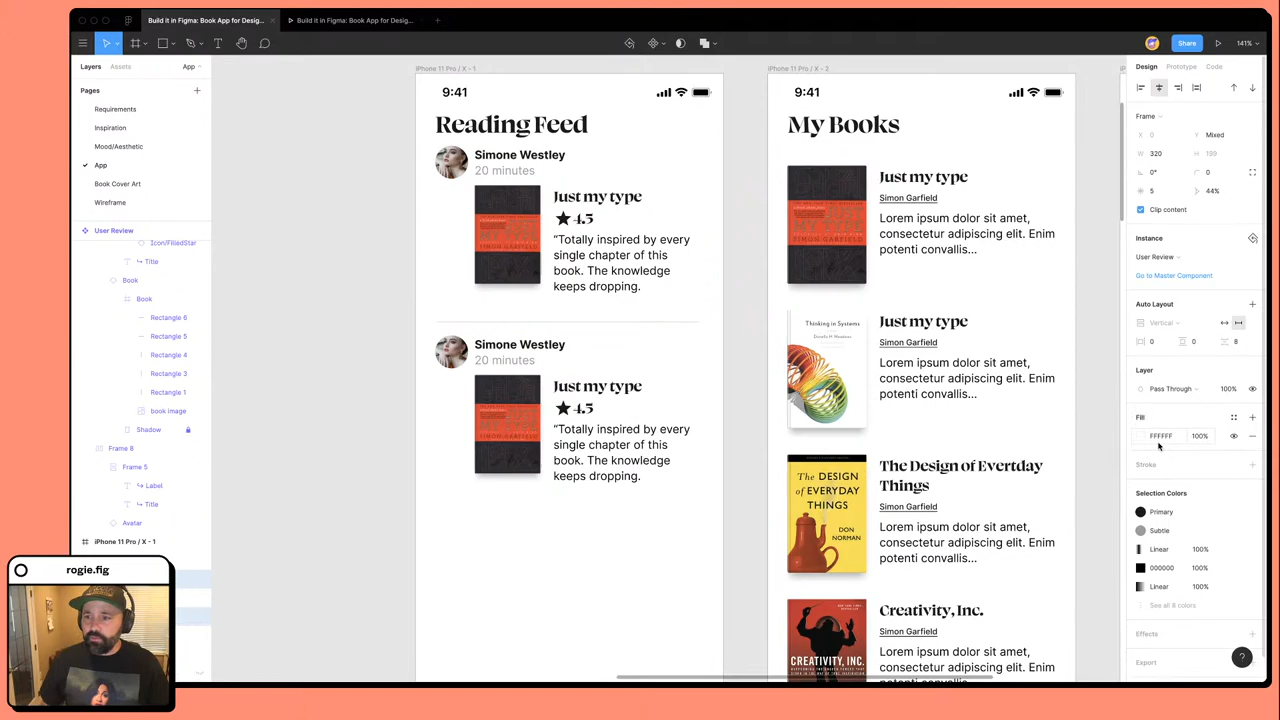 Build it in Figma: Book App for Desig...
Build it in Figma: Book App for Desig...
Share
141%
Layers
Assets
App
Pages
Requirements
Inspiration
Mood/Aesthetic
App
Book Cover Art
Wireframe
User Review
Icon/FilledStar
Title
Book
Book
Rectangle 6
Rectangle 5
Rectangle 4
Rectangle 3
Rectangle 1
book image
Shadow
Frame 8
Frame 5
Label
Title
Avatar
iPhone 11 Pro / X - 1
rogie.fig
iPhone 11 Pro / X - 1
9:41
Reading Feed
Simone Westley
20 minutes
Just my type
4.5
“Totally inspired by every
single chapter of this
book. The knowledge
keeps dropping.
Simone Westley
20 minutes
Just my type
4.5
“Totally inspired by every
single chapter of this
book. The knowledge
keeps dropping.
iPhone 11 Pro / X - 2
9:41
My Books
JUST
MY TYPE
SIMON GARFIELD
Just my type
Simon Garfield
Lorem ipsum dolor sit amet,
consectetur adipiscing elit.
potenti convallis...
Thinking in Systems
Donella H. Meadows
Just my type
Simon Garfield
Lorem ipsum dolor sit amet,
consectetur adipiscing elit.
potenti convallis...
The DESIGN
of EVERYDAY
THINGS
DON
NORMAN
The Design of Evertday
Things
Simon Garfield
Lorem ipsum dolor sit amet,
consectetur adipiscing elit.
potenti convallis...
CREATIVITY, INC.
Creativity, Inc.
Simon Garfield
Lorem ipsum dolor sit amet,
consectetur adipiscing elit.
Design
Prototype
Code
Frame
X 0
Y Mixed
W 320
H 199
0°
0
5
44%
Clip content
Instance
User Review
Go to Master Component
Auto Layout
Vertical
0
0
8
Layer
Pass Through
100%
Fill
FFFFFF
100%
Stroke
Selection Colors
Primary
Subtle
Linear 100%
000000 100%
Linear 100%
See all 8 colors
Effects
Export
?